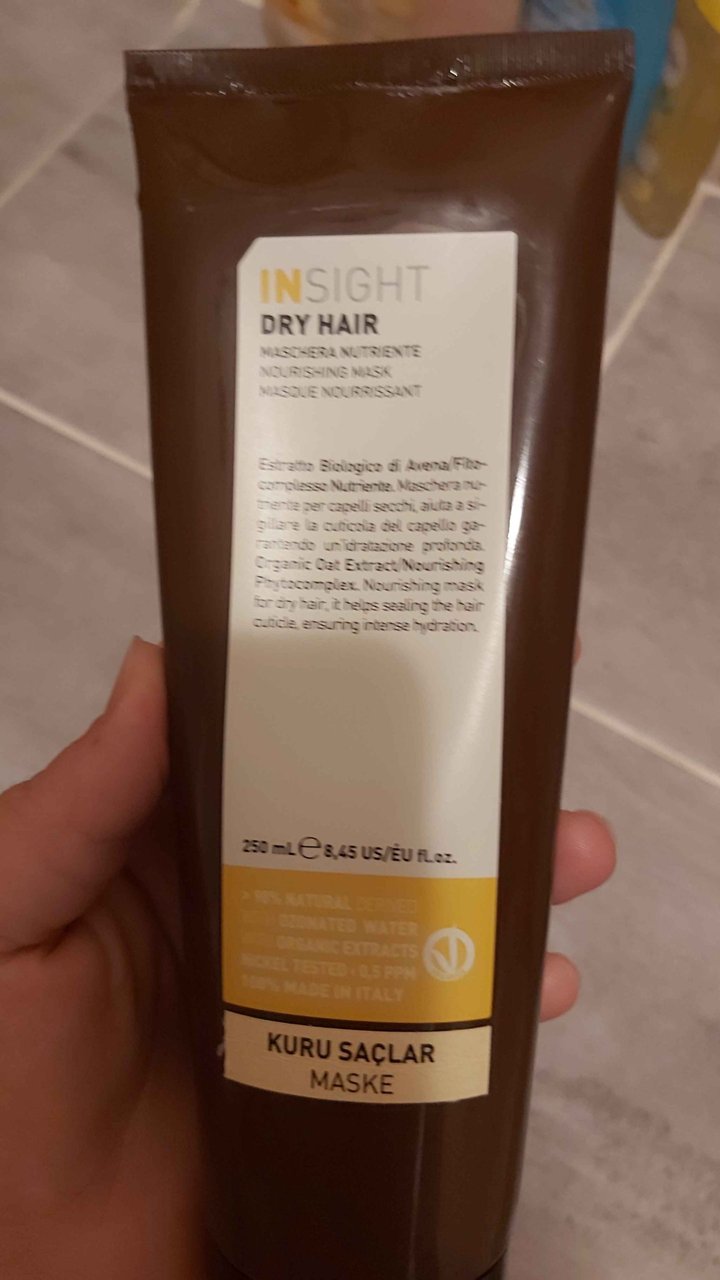 INSIGHT
DRY HAIR
MASCHERA NUTRIENTE
NOURISHING MASK
MASQUE NOURRISSANT
Estratto Biologico di Avena/Fito-
complesso Nutriente. Maschera nu-
triente per capelli secchi, aiuta a si-
gillare la cuticola del capello ga-
rantendo un'idratazione profonda.
Organic Oat Extract/Nourishing
Phytocomplex. Nourishing mask
for dry hair, it helps sealing the hair
cuticle, ensuring intense hydration.
250 mL ℮ 8,45 US/ÉU fl.oz.
> 98% NATURAL DERIVED
WITH OZONATED WATER
WITH ORGANIC EXTRACTS
NICKEL TESTED < 0,5 PPM
100% MADE IN ITALY
KURU SAÇLAR
MASKE